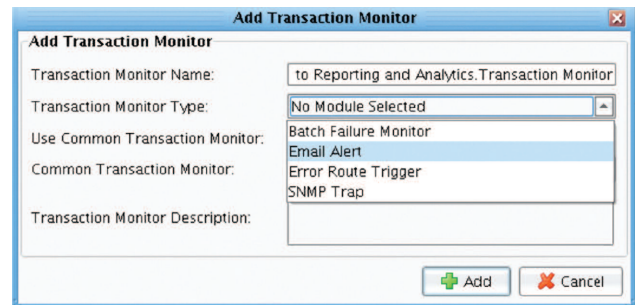 Add Transaction Monitor
Add Transaction Monitor
Transaction Monitor Name: to Reporting and Analytics.Transaction Monitor
Transaction Monitor Type: No Module Selected
Batch Failure Monitor
Use Common Transaction Monitor:
Email Alert
Common Transaction Monitor:
Error Route Trigger
SNMP Trap
Transaction Monitor Description:
Add Cancel